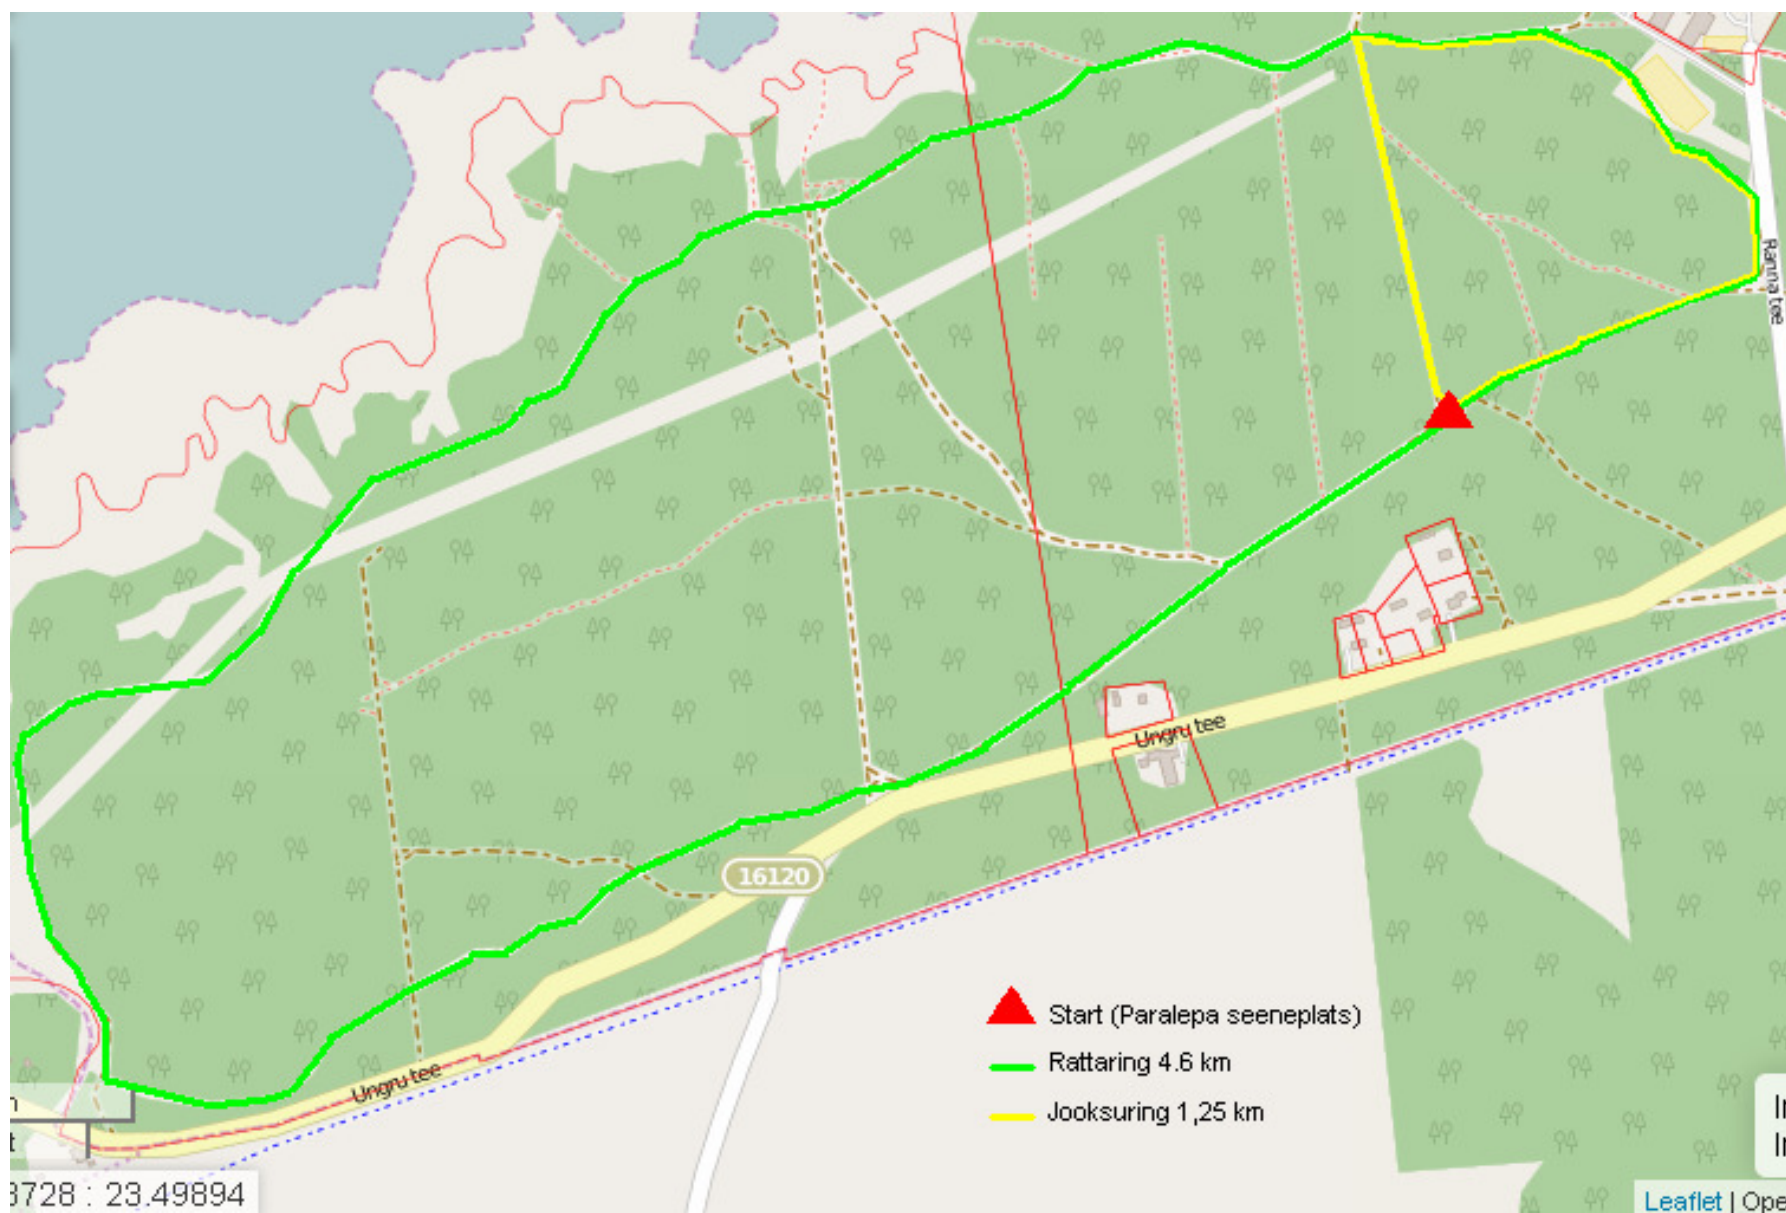 Ranna tee
Ungru tee
16120
Start (Paralepa seeneplats)
Rattaring 4.6 km
Jooksuring 1,25 km
Ungru tee
3728 : 23.49894
Leaflet | Ope